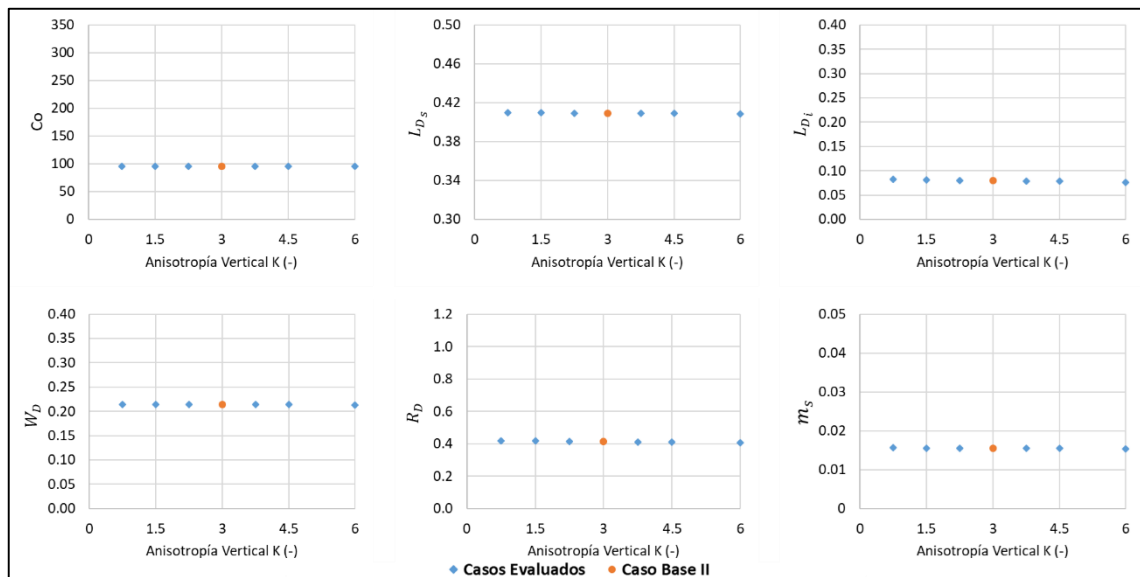 350
300
250
200
150
100
50
0
Co
0 1.5 3 4.5 6
Anisotropía Vertical K (-)
0.50
0.46
0.42
0.38
0.34
0.30
L_{D_s}
0 1.5 3 4.5 6
Anisotropía Vertical K (-)
0.40
0.35
0.30
0.25
0.20
0.15
0.10
0.05
0.00
L_{D_i}
0 1.5 3 4.5 6
Anisotropía Vertical K (-)
0.40
0.35
0.30
0.25
0.20
0.15
0.10
0.05
0.00
W_D
0 1.5 3 4.5 6
Anisotropía Vertical K (-)
1.2
1.0
0.8
0.6
0.4
0.2
0.0
R_D
0 1.5 3 4.5 6
Anisotropía Vertical K (-)
0.05
0.04
0.03
0.02
0.01
0
m_s
0 1.5 3 4.5 6
Anisotropía Vertical K (-)
Casos Evaluados Caso Base II